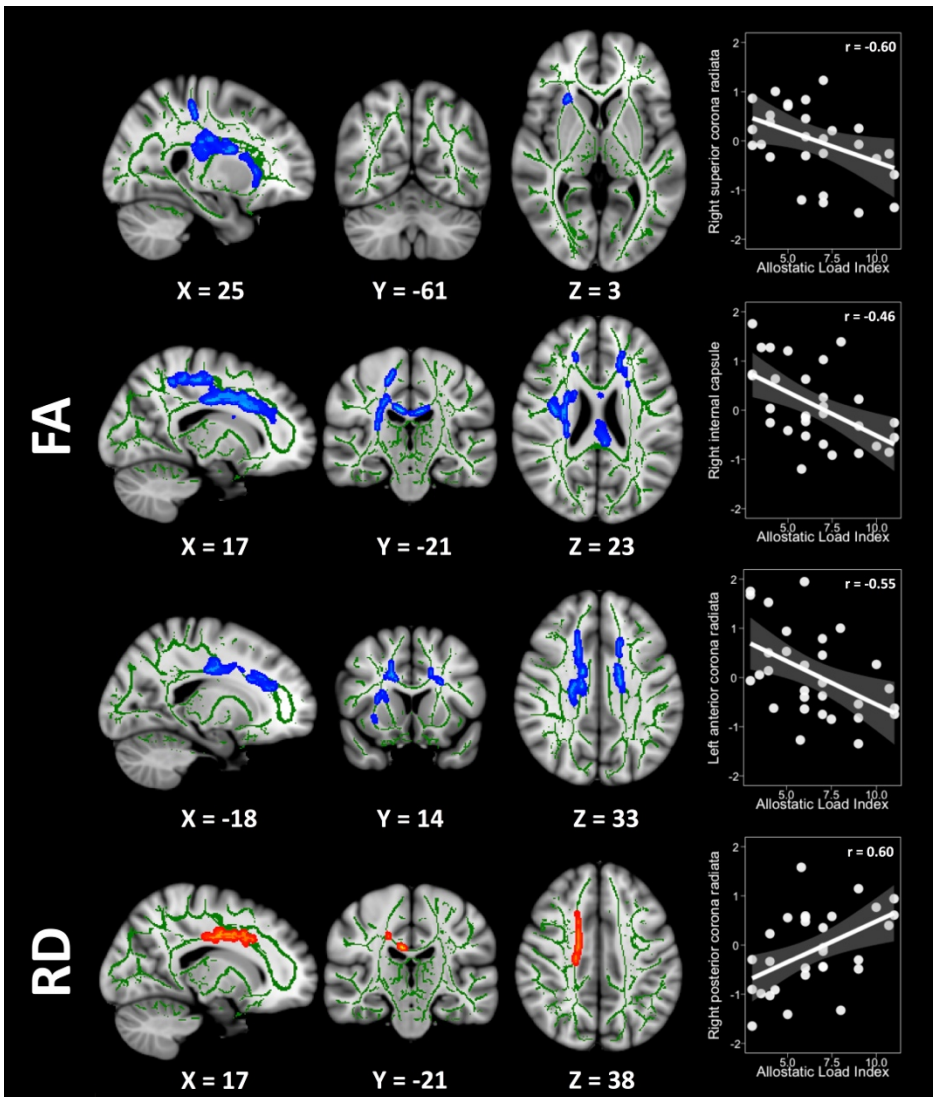 r = -0.60
Right superior corona radiata
2
1
0
-1
-2
5.0 7.5 10.0
Allostatic Load Index
X = 25 Y = -61 Z = 3
FA
r = -0.46
Right internal capsule
2
1
0
-1
-2
5.0 7.5 10.0
Allostatic Load Index
X = 17 Y = -21 Z = 23
r = -0.55
Left anterior corona radiata
2
1
0
-1
-2
5.0 7.5 10.0
Allostatic Load Index
X = -18 Y = 14 Z = 33
RD
r = 0.60
Right posterior corona radiata
2
1
0
-1
-2
5.0 7.5 10.0
Allostatic Load Index
X = 17 Y = -21 Z = 38